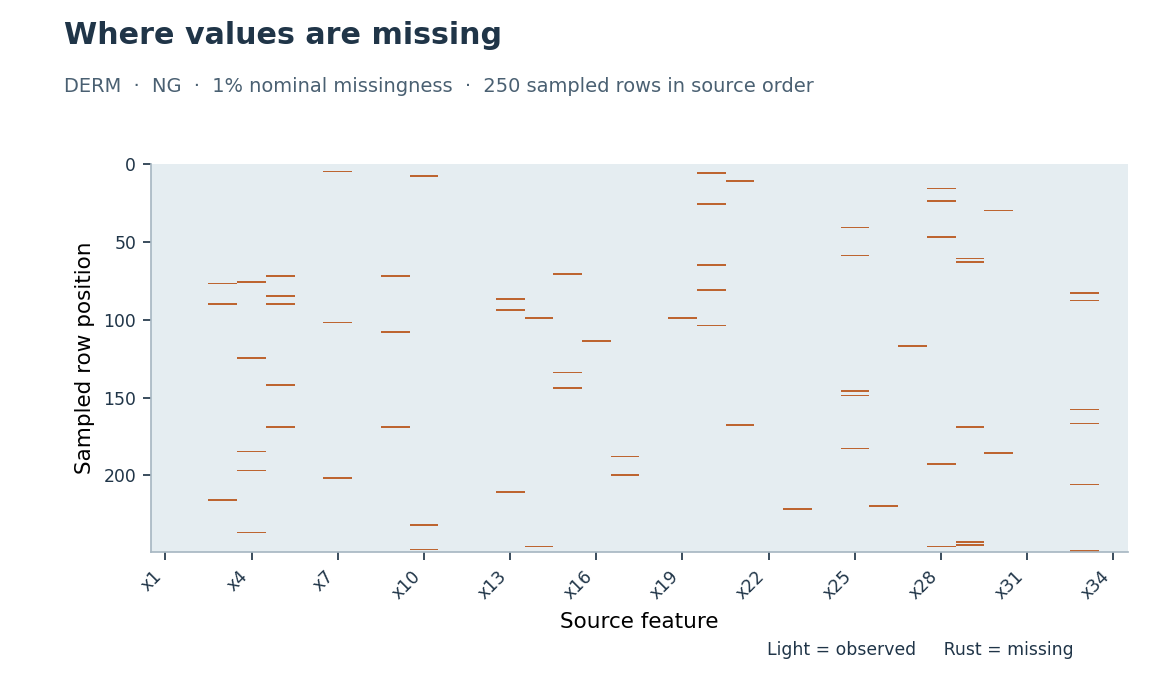 Where values are missing
DERM · NG · 1% nominal missingness · 250 sampled rows in source order
0
50
100
150
200
Sampled row position
x1 x4 x7 x10 x13 x16 x19 x22 x25 x28 x31 x34
Source feature
Light = observed Rust = missing